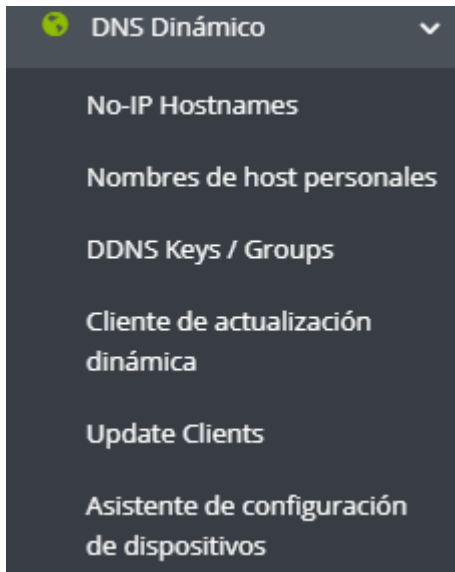 DNS Dinámico
No-IP Hostnames
Nombres de host personales
DDNS Keys / Groups
Cliente de actualización
dinámica
Update Clients
Asistente de configuración
de dispositivos